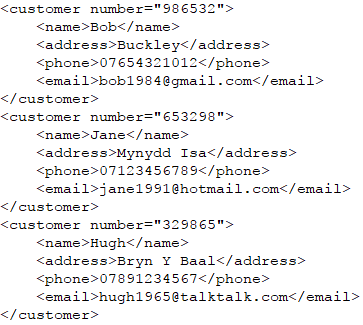 <customer number="986532">
    <name>Bob</name>
    <address>Buckley</address>
    <phone>07654321012</phone>
    <email>bob1984@gmail.com</email>
</customer>
<customer number="653298">
    <name>Jane</name>
    <address>Mynydd Isa</address>
    <phone>07123456789</phone>
    <email>jane1991@hotmail.com</email>
</customer>
<customer number="329865">
    <name>Hugh</name>
    <address>Bryn Y Baal</address>
    <phone>07891234567</phone>
    <email>hugh1965@talktalk.com</email>
</customer>